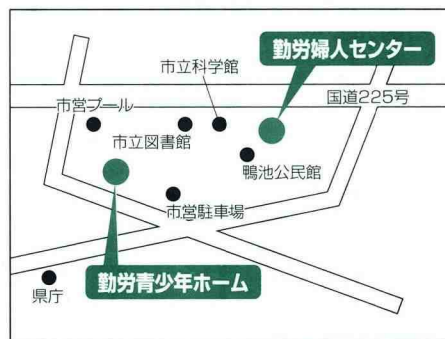 勤労婦人センター
市立科学館
国道225号
市営プール
市立図書館
鴨池公民館
市営駐車場
勤労青少年ホーム
県庁